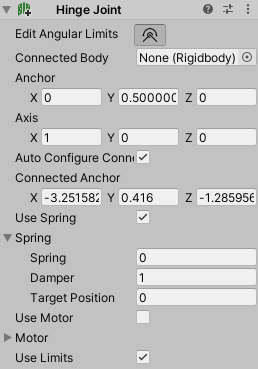 Hinge Joint
Edit Angular Limits
Connected Body None (Rigidbody)
Anchor
X 0 Y 0.500000 Z 0
Axis
X 1 Y 0 Z 0
Auto Configure Conn
Connected Anchor
X -3.251582 Y 0.416 Z -1.285956
Use Spring
Spring
Spring 0
Damper 1
Target Position 0
Use Motor
Motor
Use Limits